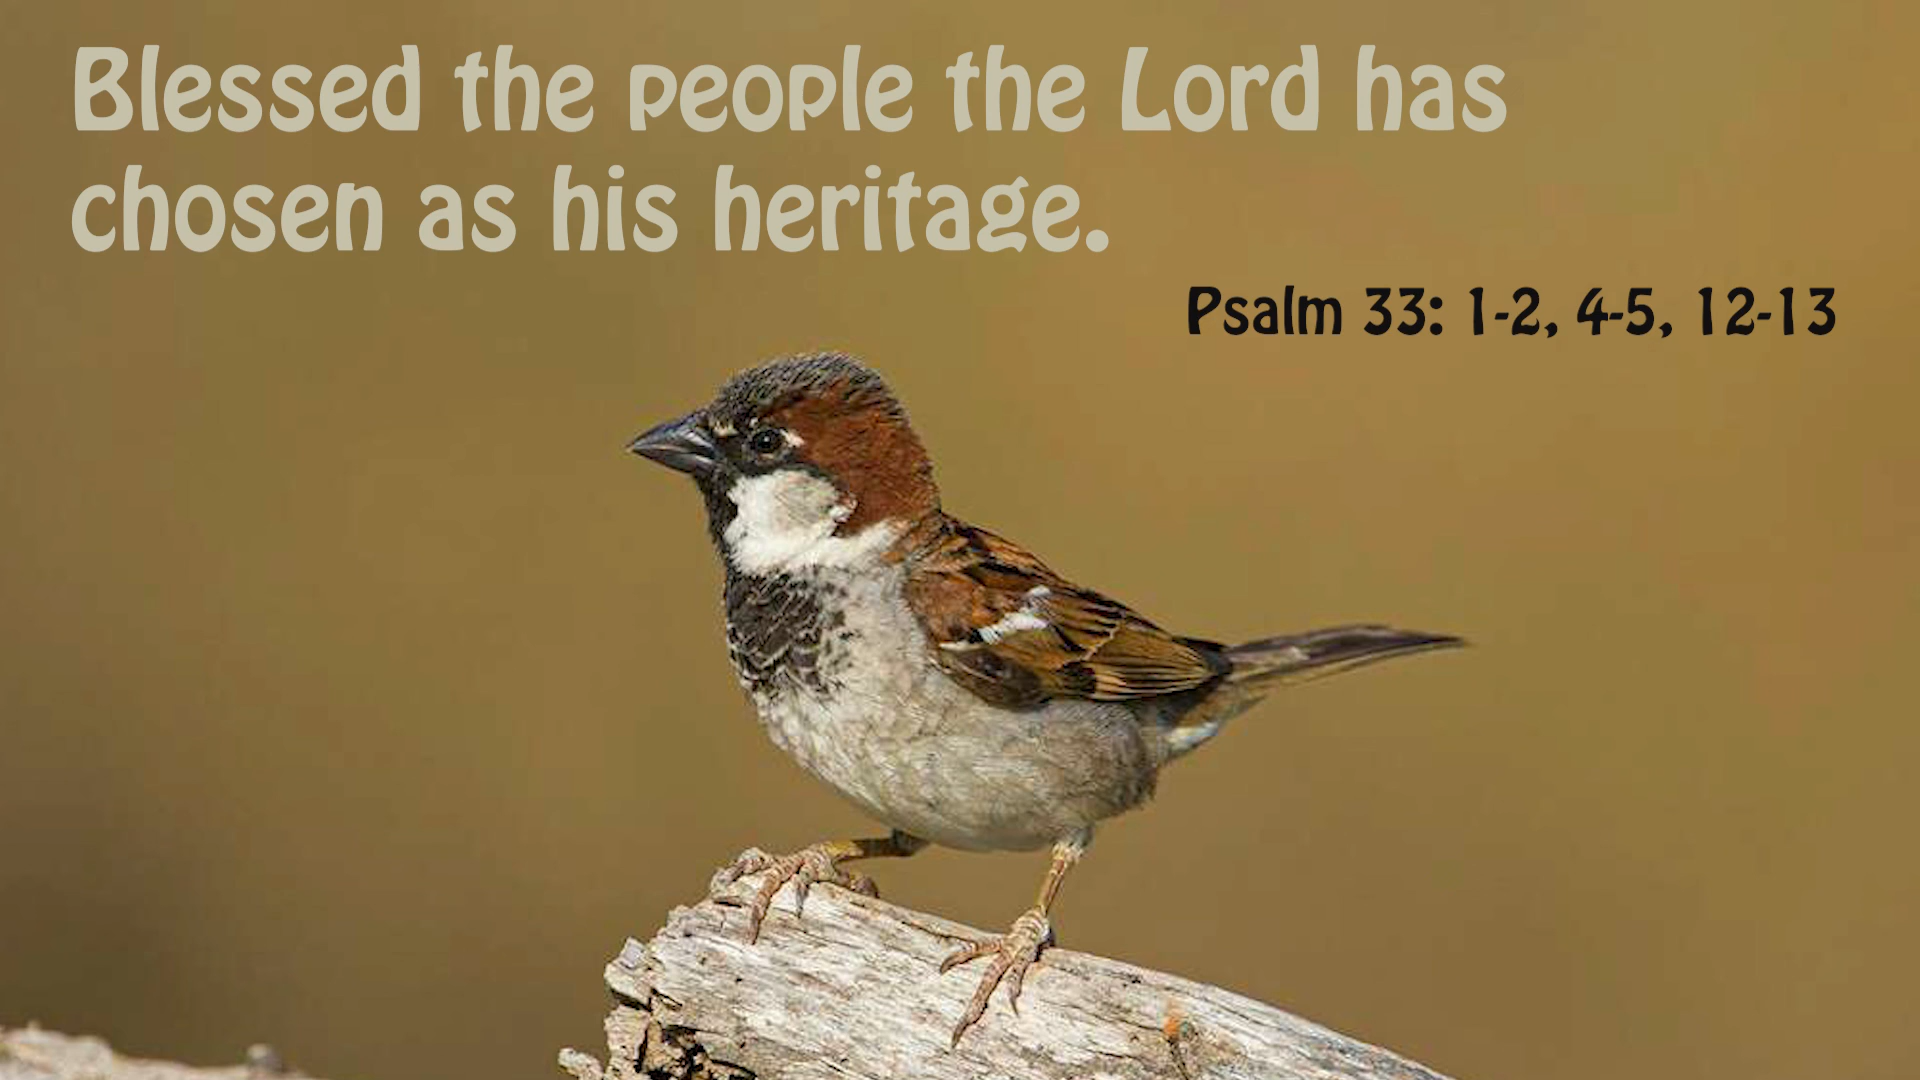 Blessed the people the Lord has
chosen as his heritage.
Psalm 33: 1-2, 4-5, 12-13